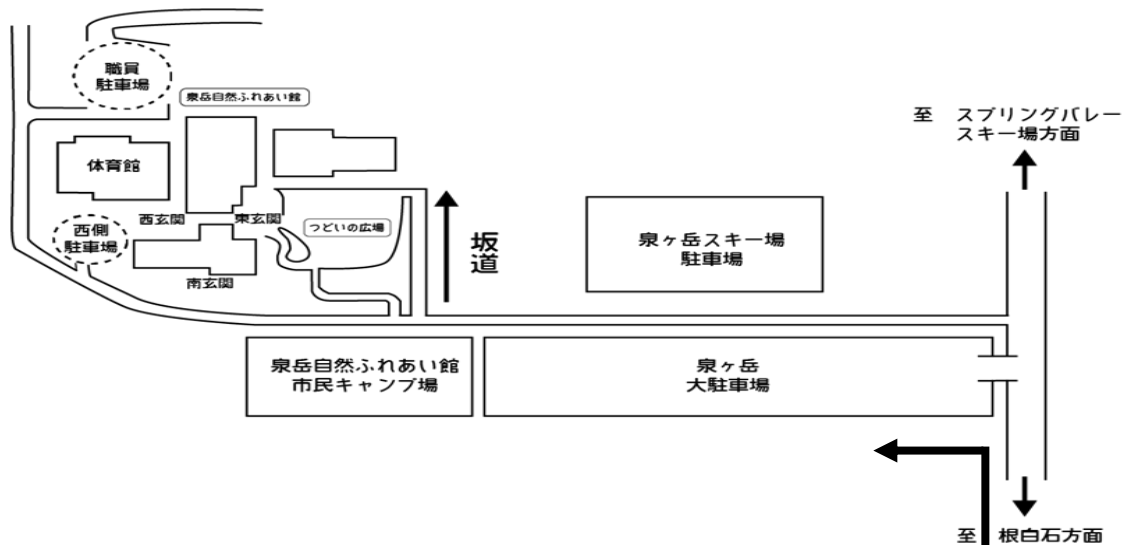 職員
駐車場
泉岳自然ふれあい館
至 スプリングバレー
スキー場方面
体育館
西玄関
東玄関
つどいの広場
西側
駐車場
坂道
泉ヶ岳スキー場
駐車場
南玄関
泉岳自然ふれあい館
市民キャンプ場
泉ヶ岳
大駐車場
至 根白石方面